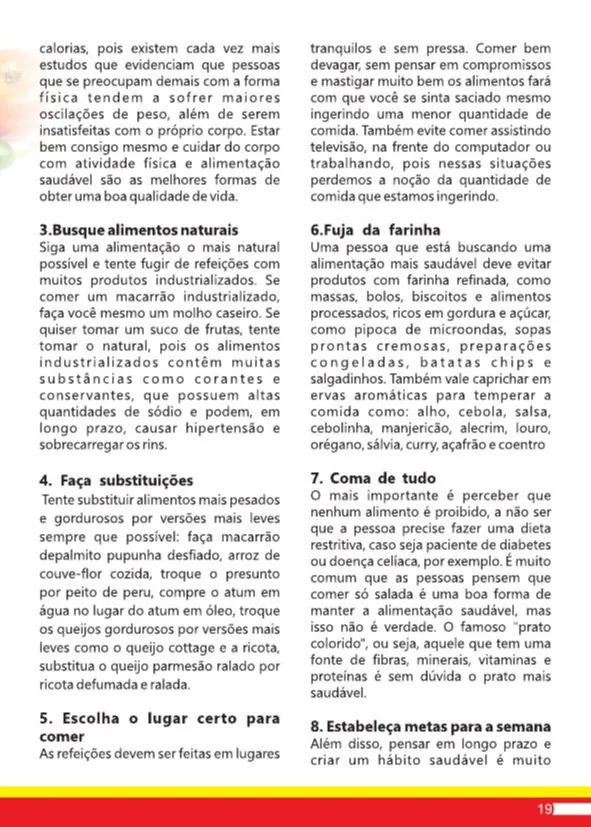 calorias, pois existem cada vez mais
estudos que evidenciam que pessoas
que se preocupam demais com a forma
física tendem a sofrer maiores
oscilações de peso, além de serem
insatisfeitas com o próprio corpo. Estar
bem consigo mesmo e cuidar do corpo
com atividade física e alimentação
saudável são as melhores formas de
obter uma boa qualidade de vida.
3.Busque alimentos naturais
Siga uma alimentação o mais natural
possível e tente fugir de refeições com
muitos produtos industrializados. Se
comer um macarrão industrializado,
faça você mesmo um molho caseiro. Se
quiser tomar um suco de frutas, tente
tomar o natural, pois os alimentos
industrializados contêm muitas
substâncias como corantes e
conservantes, que possuem altas
quantidades de sódio e podem, em
longo prazo, causar hipertensão e
sobrecarregar os rins.
4. Faça substituições
Tente substituir alimentos mais pesados
e gordurosos por versões mais leves
sempre que possível: faça macarrão
depalmito pupunha desfiado, arroz de
couve-flor cozida, troque o presunto
por peito de peru, compre o atum em
água no lugar do atum em óleo, troque
os queijos gordurosos por versões mais
leves como o queijo cottage e a ricota,
substitua o queijo parmesão ralado por
ricota defumada e ralada.
5. Escolha o lugar certo para
comer
As refeições devem ser feitas em lugares
tranquilos e sem pressa. Comer bem
devagar, sem pensar em compromissos
e mastigar muito bem os alimentos fará
com que você se sinta saciado mesmo
ingerindo uma menor quantidade de
comida. Também evite comer assistindo
televisão, na frente do computador ou
trabalhando, pois nessas situações
perdemos a noção da quantidade de
comida que estamos ingerindo.
6.Fuja da farinha
Uma pessoa que está buscando uma
alimentação mais saudável deve evitar
produtos com farinha refinada, como
massas, bolos, biscoitos e alimentos
processados, ricos em gordura e açúcar,
como pipoca de microondas, sopas
prontas cremosas, preparações
congeladas, batatas chips e
salgadinhos. Também vale caprichar em
ervas aromáticas para temperar a
comida como: alho, cebola, salsa,
cebolinha, manjericão, alecrim, louro,
orégano, sálvia, curry, açafrão e coentro
7. Coma de tudo
O mais importante é perceber que
nenhum alimento é proibido, a não ser
que a pessoa precise fazer uma dieta
restritiva, caso seja paciente de diabetes
ou doença celíaca, por exemplo. É muito
comum que as pessoas pensem que
comer só salada é uma boa forma de
manter a alimentação saudável, mas
isso não é verdade. O famoso "prato
colorido", ou seja, aquele que tem uma
fonte de fibras, minerais, vitaminas e
proteínas é sem dúvida o prato mais
saudável.
8. Estabeleça metas para a semana
Além disso, pensar em longo prazo e
criar um hábito saudável é muito
19